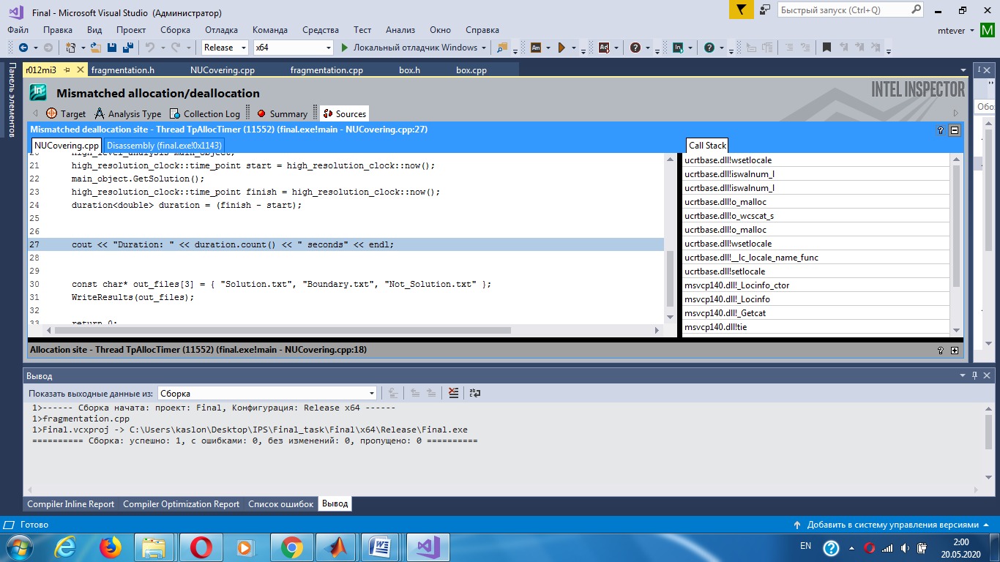 Final - Microsoft Visual Studio (Администратор)
Быстрый запуск (Ctrl+Q)
Файл Правка Вид Проект Сборка Отладка Команда Средства Тест Анализ Окно Справка
mtever M
Release x64 Локальный отладчик Windows
Панель элементов
r012mi3 fragmentation.h NUCovering.cpp fragmentation.cpp box.h box.cpp
Mismatched allocation/deallocation
INTEL INSPECTOR
Target Analysis Type Collection Log Summary Sources
Mismatched deallocation site - Thread TpAllocTimer (11552) (final.exe!main - NUCovering.cpp:27)
NUCovering.cpp Disassembly (final.exe!0x1143)
20 high_level_analysis main_object;
21 high_resolution_clock::time_point start = high_resolution_clock::now();
22 main_object.GetSolution();
23 high_resolution_clock::time_point finish = high_resolution_clock::now();
24 duration<double> duration = (finish - start);
25
26
27 cout << "Duration: " << duration.count() << " seconds" << endl;
28
29
30 const char* out_files[3] = { "Solution.txt", "Boundary.txt", "Not_Solution.txt" };
31 WriteResults(out_files);
32
33 return 0;
Call Stack
ucrtbase.dll!wsetlocale
ucrtbase.dll!iswalnum_l
ucrtbase.dll!iswalnum_l
ucrtbase.dll!o_malloc
ucrtbase.dll!o_wcscat_s
ucrtbase.dll!o_malloc
ucrtbase.dll!wsetlocale
ucrtbase.dll!__lc_locale_name_func
ucrtbase.dll!setlocale
msvcp140.dll!_Locinfo_ctor
msvcp140.dll!_Locinfo
msvcp140.dll!_Getcat
msvcp140.dll!tie
Allocation site - Thread TpAllocTimer (11552) (final.exe!main - NUCovering.cpp:18)
Обо
Вывод
Показать выходные данные из: Сборка
1>------ Сборка начата: проект: Final, Конфигурация: Release x64 ------
1>fragmentation.cpp
1>Final.vcxproj -> C:\Users\kaslon\Desktop\IPS\Final_task\Final\x64\Release\Final.exe
========== Сборка: успешно: 1, с ошибками: 0, без изменений: 0, пропущено: 0 ==========
Compiler Inline Report Compiler Optimization Report Список ошибок Вывод
Готово
Добавить в систему управления версиями
EN
2:00
20.05.2020